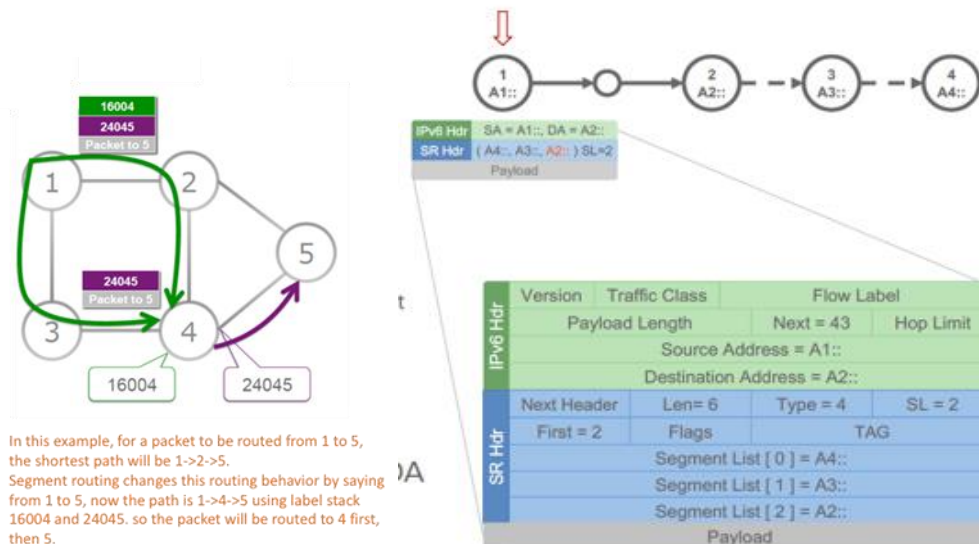 16004
24045
Packet to 5
1
2
5
24045
Packet to 5
3
4
16004
24045
In this example, for a packet to be routed from 1 to 5,
the shortest path will be 1->2->5.
Segment routing changes this routing behavior by saying
from 1 to 5, now the path is 1->4->5 using label stack
16004 and 24045. so the packet will be routed to 4 first,
then 5.
1
A1::
2
A2::
3
A3::
4
A4::
IPv6 Hdr SA = A1::, DA = A2::
SR Hdr ( A4::, A3::, A2:: ) SL=2
Payload
t
DA
IPv6 Hdr
Version Traffic Class Flow Label
Payload Length Next = 43 Hop Limit
Source Address = A1::
Destination Address = A2::
SR Hdr
Next Header Len= 6 Type = 4 SL = 2
First = 2 Flags TAG
Segment List [ 0 ] = A4::
Segment List [ 1 ] = A3::
Segment List [ 2 ] = A2::
Payload